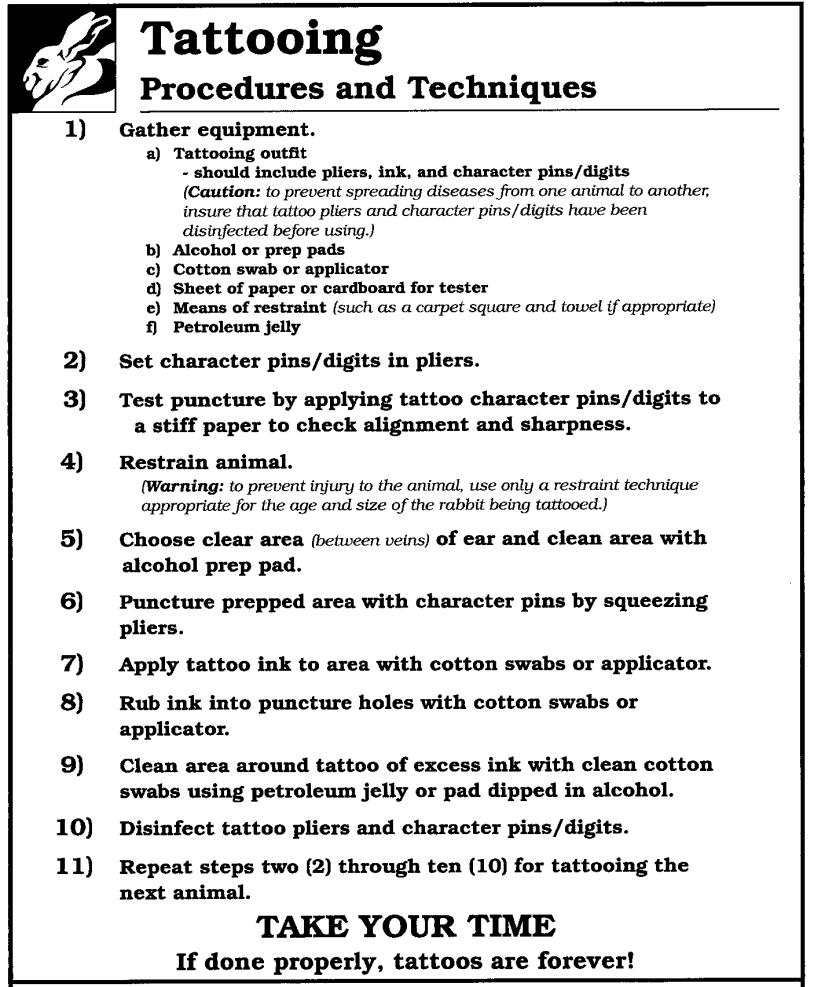 Tattooing
Procedures and Techniques
1) Gather equipment.
a) Tattooing outfit
- should include pliers, ink, and character pins/digits
(Caution: to prevent spreading diseases from one animal to another,
insure that tattoo pliers and character pins/digits have been
disinfected before using.)
b) Alcohol or prep pads
c) Cotton swab or applicator
d) Sheet of paper or cardboard for tester
e) Means of restraint (such as a carpet square and towel if appropriate)
f) Petroleum jelly
2) Set character pins/digits in pliers.
3) Test puncture by applying tattoo character pins/digits to
a stiff paper to check alignment and sharpness.
4) Restrain animal.
(Warning: to prevent injury to the animal, use only a restraint technique
appropriate for the age and size of the rabbit being tattooed.)
5) Choose clear area (between veins) of ear and clean area with
alcohol prep pad.
6) Puncture prepped area with character pins by squeezing
pliers.
7) Apply tattoo ink to area with cotton swabs or applicator.
8) Rub ink into puncture holes with cotton swabs or
applicator.
9) Clean area around tattoo of excess ink with clean cotton
swabs using petroleum jelly or pad dipped in alcohol.
10) Disinfect tattoo pliers and character pins/digits.
11) Repeat steps two (2) through ten (10) for tattooing the
next animal.
TAKE YOUR TIME
If done properly, tattoos are forever!